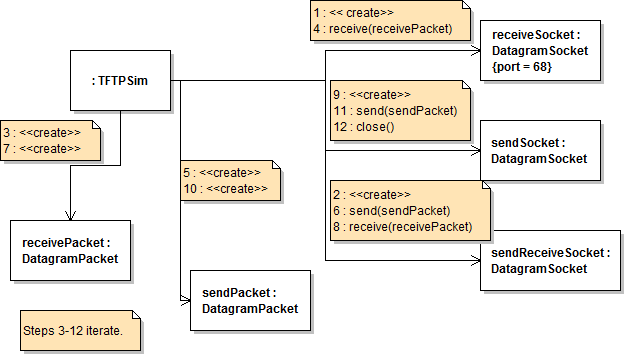 1 : << create>>
4 : receive(receivePacket)
receiveSocket :
DatagramSocket
{port = 68}
: TFTPSim
9 : <<create>>
11 : send(sendPacket)
12 : close()
3 : <<create>>
7 : <<create>>
sendSocket :
DatagramSocket
5 : <<create>>
10 : <<create>>
2 : <<create>>
6 : send(sendPacket)
8 : receive(receivePacket)
receivePacket :
DatagramPacket
sendReceiveSocket :
DatagramSocket
sendPacket :
DatagramPacket
Steps 3-12 iterate.